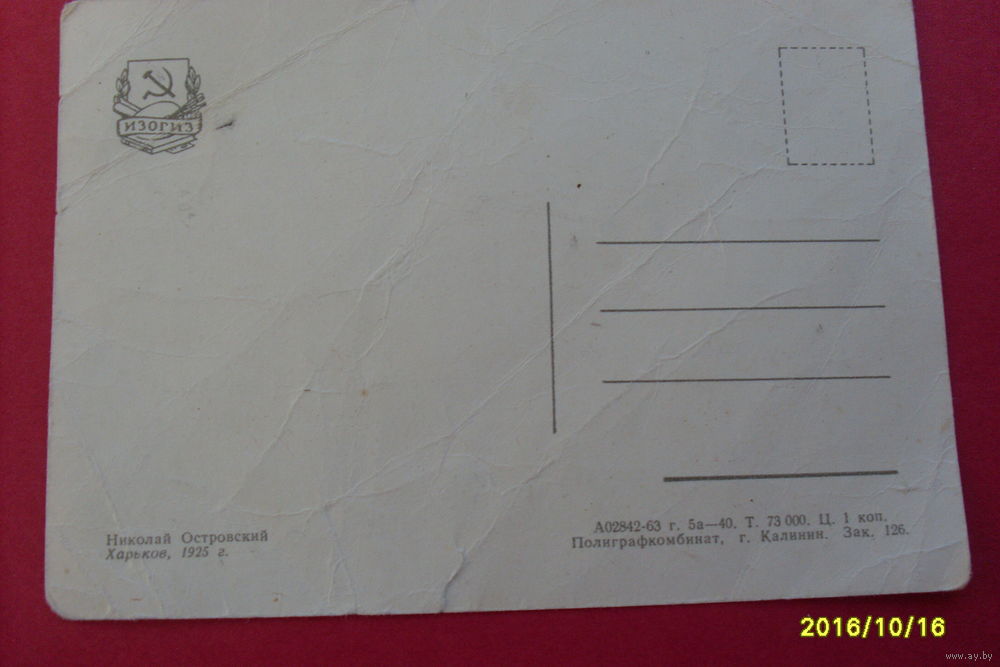 ИЗОГИЗ
Николай Островский
Харьков, 1925 г.
А02842-63 г. 5а—40. Т. 73 000. Ц. 1 коп.
Полиграфкомбинат, г. Калинин. Зак. 126.
2016/10/16
www.ay.by